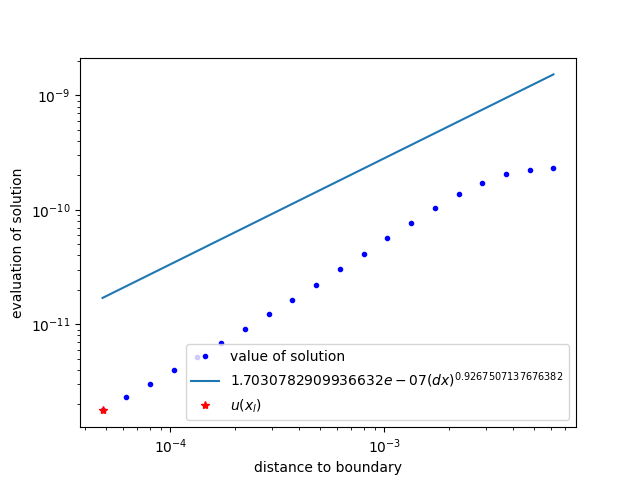 10⁻⁹
10⁻¹⁰
10⁻¹¹
evaluation of solution
value of solution
1.7030782909936632e − 07(dx)^0.9267507137676382
u(x_l)
10⁻⁴
10⁻³
distance to boundary